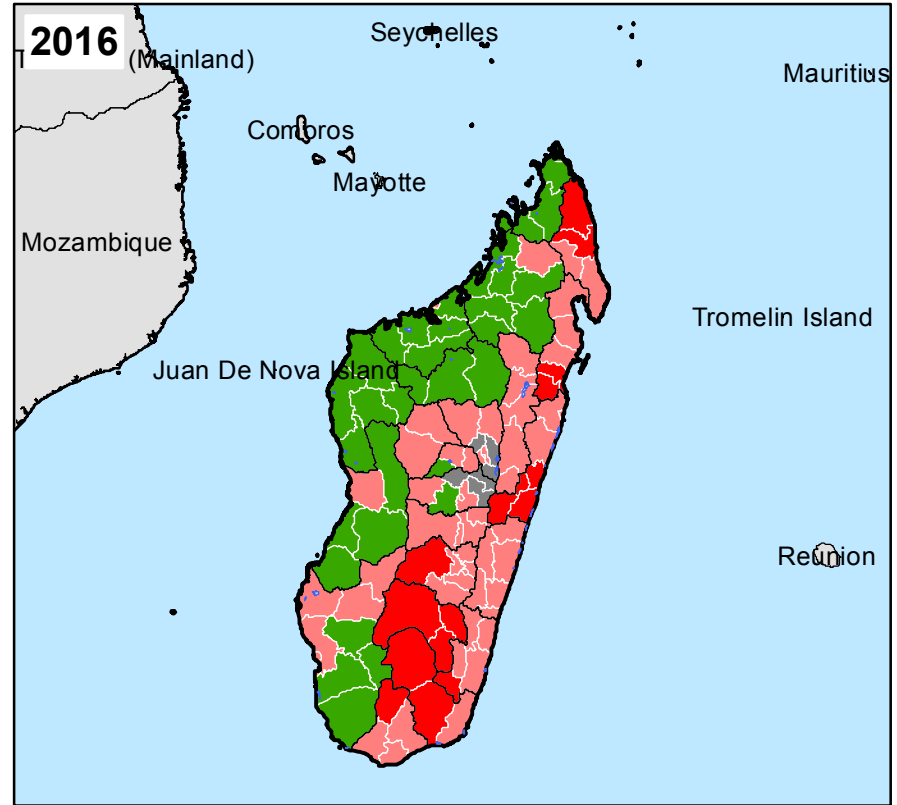 2016
Seychelles
(Mainland)
Mauritius
Comoros
Mayotte
Mozambique
Tromelin Island
Juan De Nova Island
Reunion